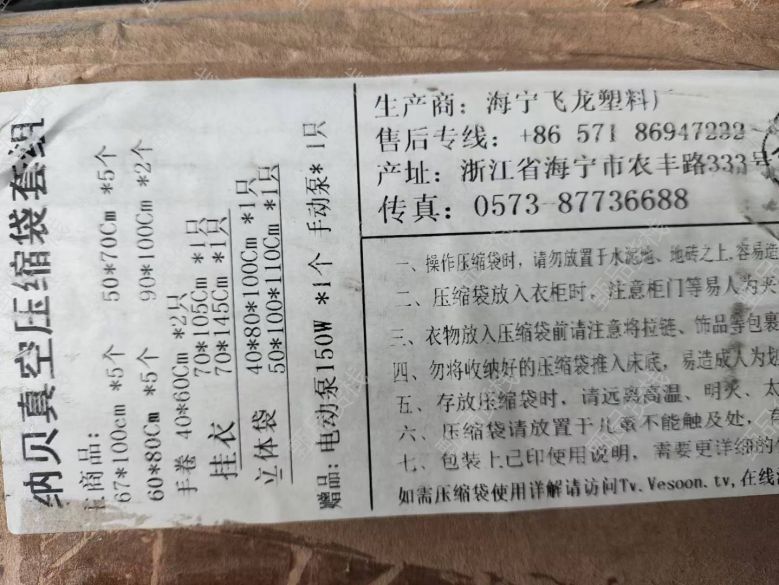 纳贝真空压缩袋套组
主商品:
67*100cm *5个 50*70Cm *5个
60*80Cm *5个 90*100Cm *2个
手卷 40*60Cm *2只
挂衣 70*105Cm *1只
70*145Cm *1只
立体袋 40*80*100Cm *1只
50*100*110Cm *1只
赠品: 电动泵150W *1个 手动泵* 1只
生产商: 海宁飞龙塑料厂
售后专线: +86 571 86947222
产址: 浙江省海宁市农丰路333号
传真: 0573-87736688
一、操作压缩袋时, 请勿放置于水泥地、地砖之上,容易造
二、压缩袋放入衣柜时、注意柜门等易人为夹
三、衣物放入压缩袋前请注意将拉链、饰品等包裹
四、勿将收纳好的压缩袋推入床底, 易造成人为划
五、存放压缩袋时, 请远离高温、明火、太
六、压缩袋请放置于儿童不能触及处,
七、包装上已印使用说明, 需要更详细的
如需压缩袋使用详解请访问Tv.Vesoon.tv,在线